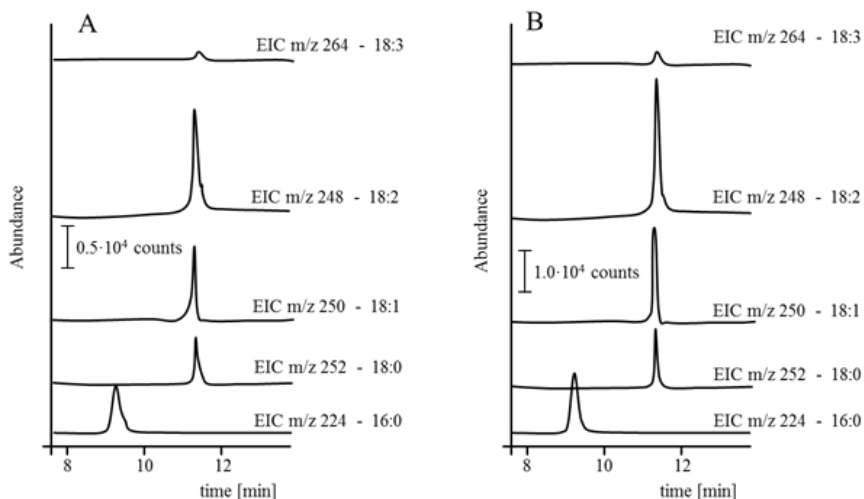 A
EIC m/z 264 - 18:3
EIC m/z 248 - 18:2
Abundance
0.5·10⁴ counts
EIC m/z 250 - 18:1
EIC m/z 252 - 18:0
EIC m/z 224 - 16:0
8 10 12
time [min]
B
EIC m/z 264 - 18:3
EIC m/z 248 - 18:2
Abundance
1.0·10⁴ counts
EIC m/z 250 - 18:1
EIC m/z 252 - 18:0
EIC m/z 224 - 16:0
8 10 12
time [min]